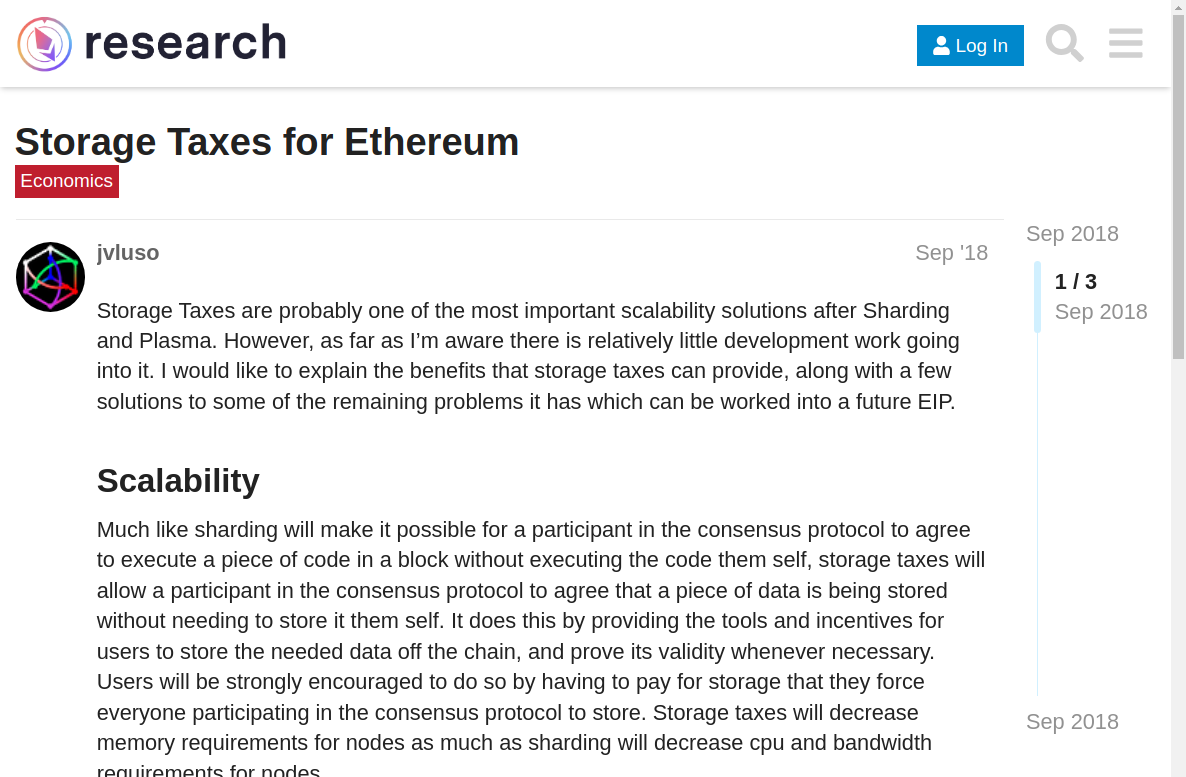 research
Log In
Storage Taxes for Ethereum
Economics
jvluso
Sep '18
Storage Taxes are probably one of the most important scalability solutions after Sharding
and Plasma. However, as far as I’m aware there is relatively little development work going
into it. I would like to explain the benefits that storage taxes can provide, along with a few
solutions to some of the remaining problems it has which can be worked into a future EIP.
Scalability
Much like sharding will make it possible for a participant in the consensus protocol to agree
to execute a piece of code in a block without executing the code them self, storage taxes will
allow a participant in the consensus protocol to agree that a piece of data is being stored
without needing to store it them self. It does this by providing the tools and incentives for
users to store the needed data off the chain, and prove its validity whenever necessary.
Users will be strongly encouraged to do so by having to pay for storage that they force
everyone participating in the consensus protocol to store. Storage taxes will decrease
memory requirements for nodes as much as sharding will decrease cpu and bandwidth
requirements for nodes.
Sep 2018
1 / 3
Sep 2018
Sep 2018